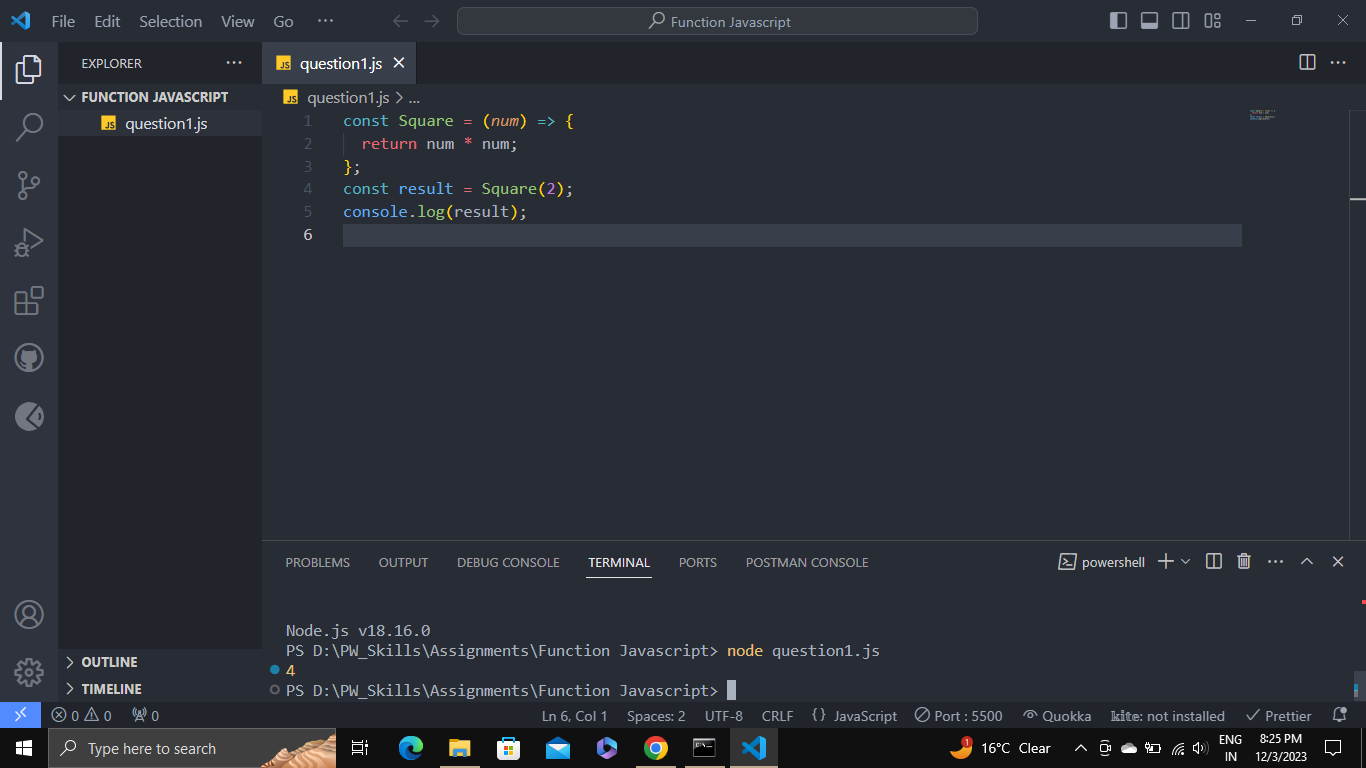 File Edit Selection View Go ···
Function Javascript
EXPLORER ···
question1.js
FUNCTION JAVASCRIPT
question1.js
question1.js > ...
1 const Square = (num) => {
2 return num * num;
3 };
4 const result = Square(2);
5 console.log(result);
6
PROBLEMS OUTPUT DEBUG CONSOLE TERMINAL PORTS POSTMAN CONSOLE
powershell
Node.js v18.16.0
PS D:\PW_Skills\Assignments\Function Javascript> node question1.js
4
PS D:\PW_Skills\Assignments\Function Javascript>
OUTLINE
TIMELINE
0 0 0 Ln 6, Col 1 Spaces: 2 UTF-8 CRLF {} JavaScript Port : 5500 Quokka kite: not installed Prettier
Type here to search
1
16°C Clear
ENG
IN
8:25 PM
12/3/2023